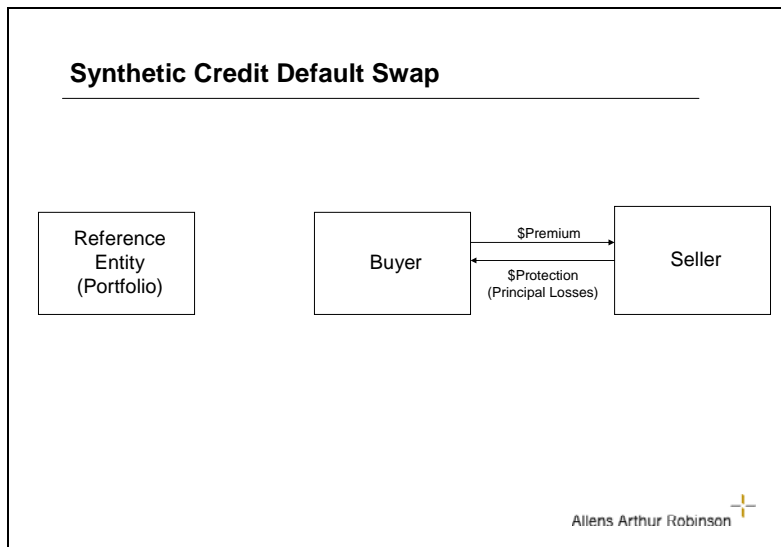 Synthetic Credit Default Swap
Reference
Entity
(Portfolio)
Buyer
$Premium
$Protection
(Principal Losses)
Seller
Allens Arthur Robinson